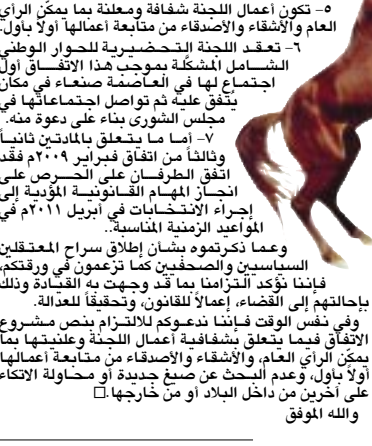 ٥- تكون أعمال اللجنة شفافة ومعلنة بما يمكّن الرأي
العام والأشقاء والأصدقاء من متابعة أعمالها أولاً بأول.
٦- تعقد اللجنة التحضيرية للحوار الوطني
الشامل المشكّلة بموجب هذا الاتفاق أول
اجتماع لها في العاصمة صنعاء في مكان
يُتفق عليه ثم تواصل اجتماعاتها في
مجلس الشورى بناء على دعوة منه.
٧- أما ما يتعلق بالمادتين ثانياً
وثالثاً من اتفاق فبراير ٢٠٠٩م فقد
اتفق الطرفان على الحرص على
انجاز المهام القانونية المؤدية إلى
إجراء الانتخابات في أبريل ٢٠١١م في
المواعيد الزمنية المناسبة..
وعما ذكرتموه بشأن إطلاق سراح المعتقلين
السياسيين والصحفيين كما تزعمون في ورقتكم،
فإننا نؤكد التزامنا بما قد وجهت به القيادة وذلك
بإحالتهم إلى القضاء، إعمالاً للقانون، وتحقيقاً للعدالة.
وفي نفس الوقت فإننا ندعوكم للالتزام بنص مشروع
الاتفاق فيما يتعلق بشفافية أعمال اللجنة وعلنيتها بما
يمكّن الرأي العام، والأشقاء والأصدقاء من متابعة أعمالها
أولاً بأول، وعدم البحث عن صيغ جديدة أو محاولة الاتكاء
على آخرين من داخل البلاد أو من خارجها.□
والله الموفق